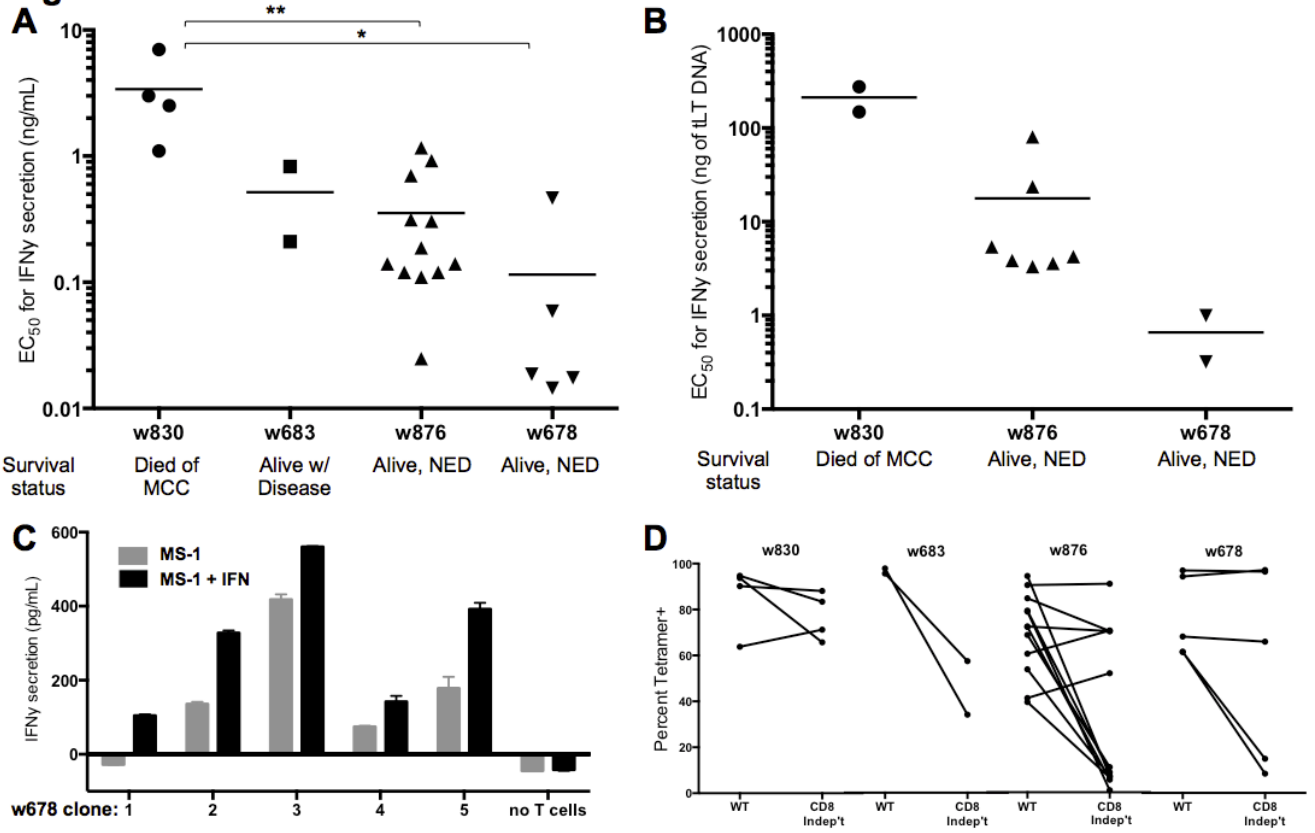 A
**
*
EC50 for IFNγ secretion (ng/mL)
10
1
0.1
0.01
w830 w683 w876 w678
Survival status
Died of MCC
Alive w/ Disease
Alive, NED
Alive, NED
B
EC50 for IFNγ secretion (ng of tLT DNA)
1000
100
10
1
0.1
w830 w876 w678
Survival status
Died of MCC
Alive, NED
Alive, NED
C
IFNγ secretion (pg/mL)
600
400
200
0
MS-1
MS-1 + IFN
w678 clone: 1 2 3 4 5 no T cells
D
w830 w683 w876 w678
Percent Tetramer+
100
80
60
40
20
0
WT CD8 Indep't WT CD8 Indep't WT CD8 Indep't WT CD8 Indep't